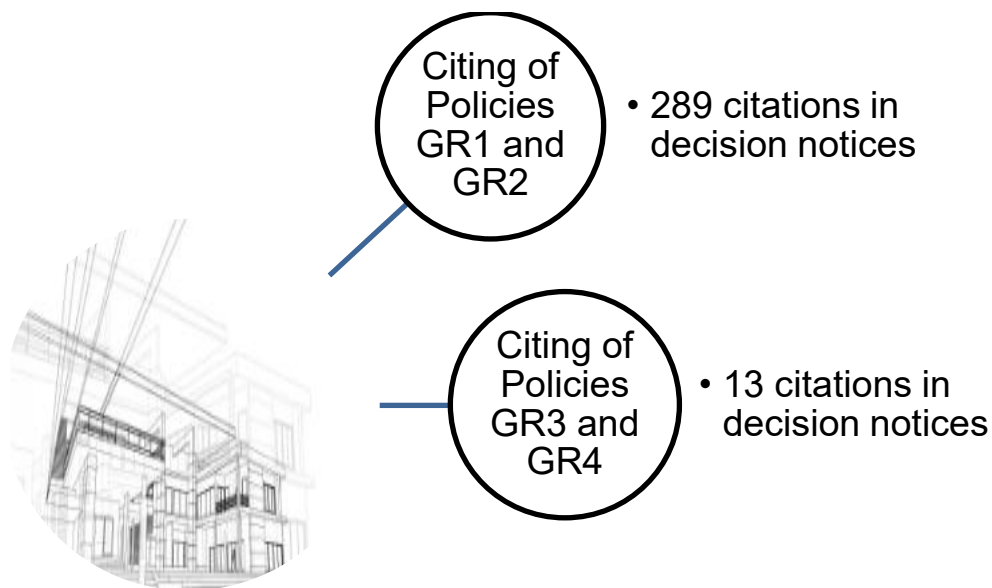 Citing of
Policies
GR1 and
GR2
• 289 citations in
decision notices
Citing of
Policies
GR3 and
GR4
• 13 citations in
decision notices